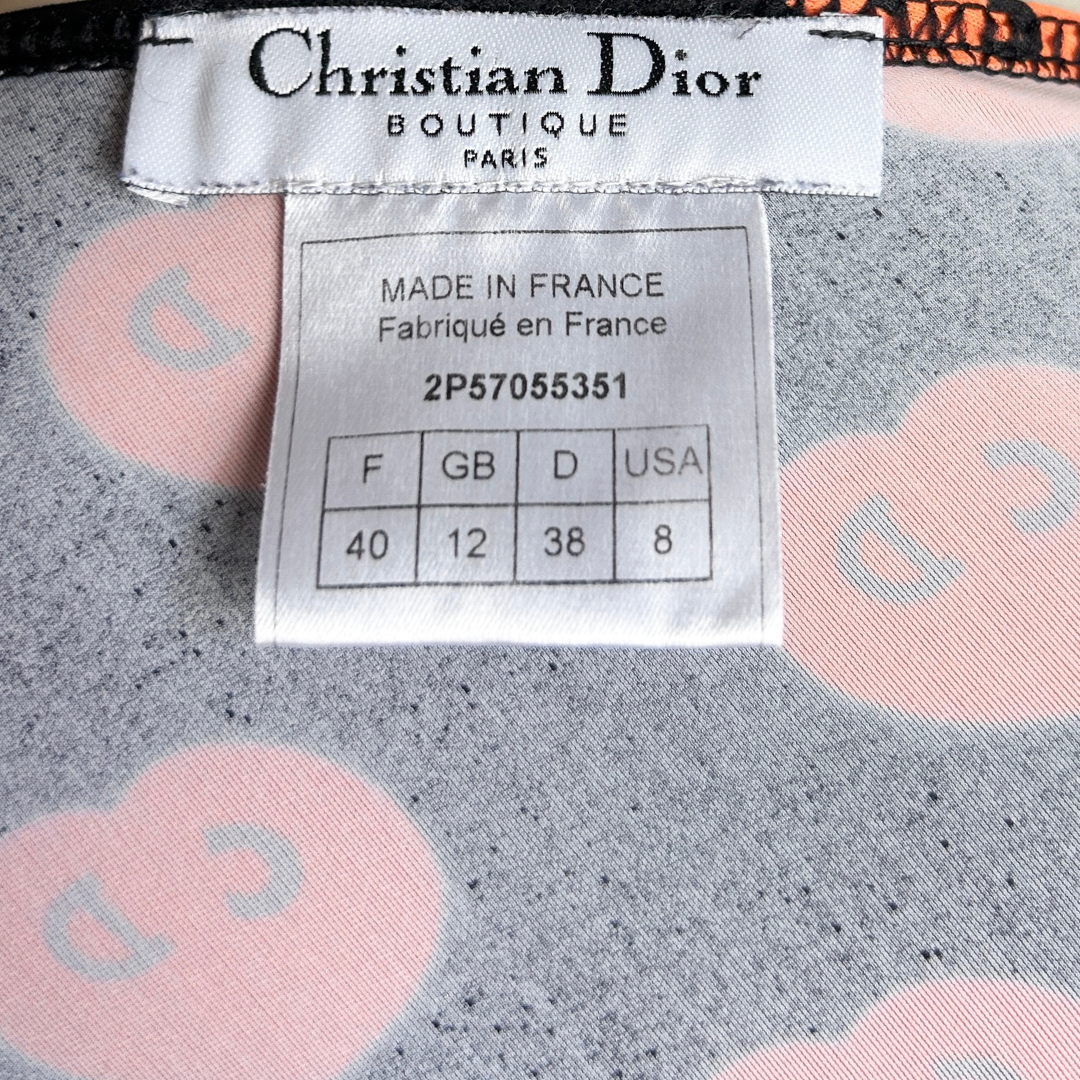 Christian Dior
BOUTIQUE
PARIS
MADE IN FRANCE
Fabriqué en France
2P57055351
F GB D USA
40 12 38 8